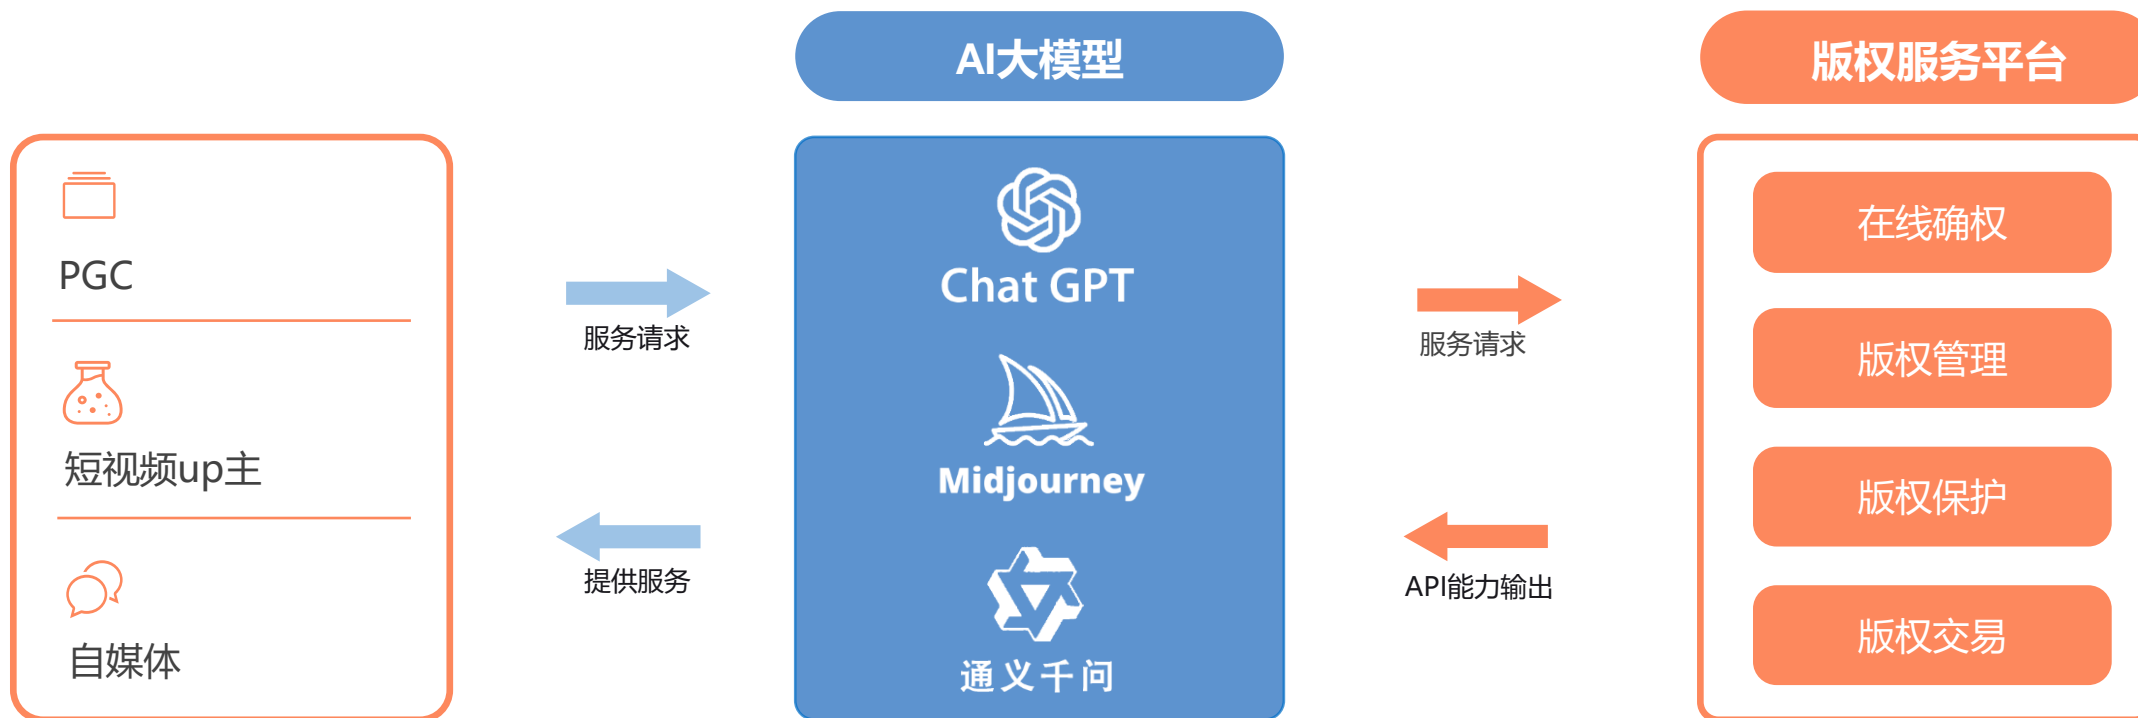 AI大模型
版权服务平台
PGC
短视频up主
自媒体
服务请求
提供服务
Chat GPT
Midjourney
通义千问
服务请求
API能力输出
在线确权
版权管理
版权保护
版权交易